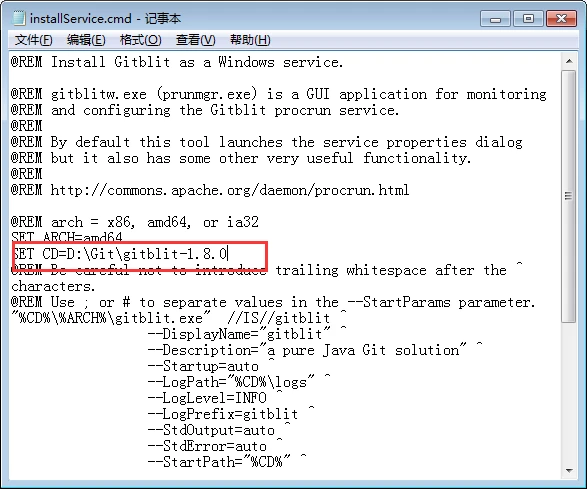 installService.cmd - 记事本
文件(F) 编辑(E) 格式(O) 查看(V) 帮助(H)
@REM Install Gitblit as a Windows service.
@REM gitblitw.exe (prunmgr.exe) is a GUI application for monitoring
@REM and configuring the Gitblit procrun service.
@REM
@REM By default this tool launches the service properties dialog
@REM but it also has some other very useful functionality.
@REM
@REM http://commons.apache.org/daemon/procrun.html
@REM arch = x86, amd64, or ia32
SET ARCH=amd64
SET CD=D:\Git\gitblit-1.8.0
@REM Be careful not to introduce trailing whitespace after the ^
characters.
@REM Use ; or # to separate values in the --StartParams parameter.
"%CD%\%ARCH%\gitblit.exe"  //IS//gitblit ^
--DisplayName="gitblit" ^
--Description="a pure Java Git solution" ^
--Startup=auto ^
--LogPath="%CD%\logs" ^
--LogLevel=INFO ^
--LogPrefix=gitblit ^
--StdOutput=auto ^
--StdError=auto ^
--StartPath="%CD%" ^